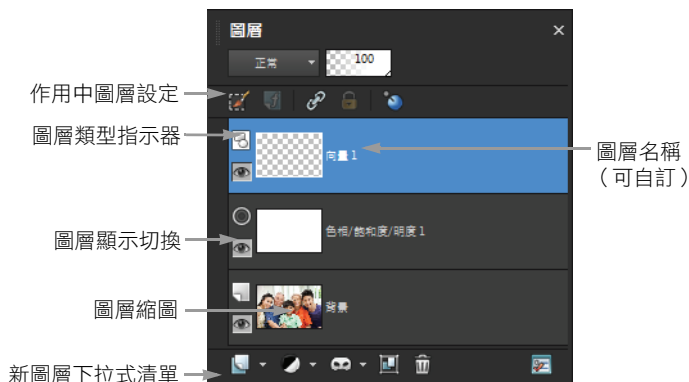 圖層
正常
100
作用中圖層設定
圖層類型指示器
向量 1
圖層名稱
(可自訂)
色相/飽和度/明度 1
圖層顯示切換
圖層縮圖
背景
新圖層下拉式清單